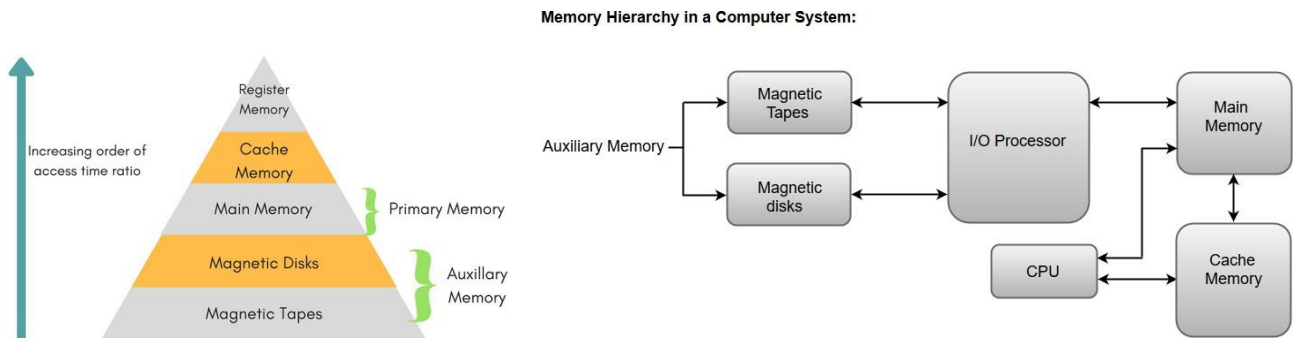 Memory Hierarchy in a Computer System:
Register
Memory
Increasing order of
access time ratio
Cache
Memory
Main Memory
Primary Memory
Magnetic Disks
Auxillary
Memory
Magnetic Tapes
Auxiliary Memory
Magnetic
Tapes
Magnetic
disks
I/O Processor
Main
Memory
CPU
Cache
Memory